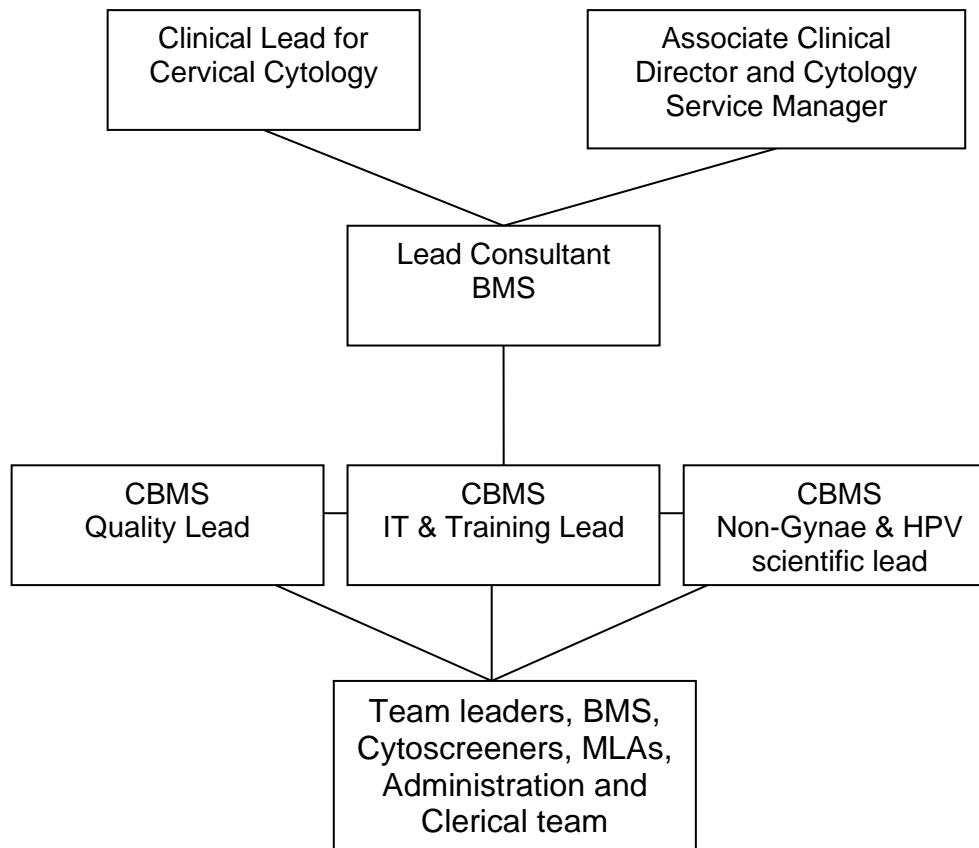 Clinical Lead for
Cervical Cytology
Associate Clinical
Director and Cytology
Service Manager
Lead Consultant
BMS
CBMS
Quality Lead
CBMS
IT & Training Lead
CBMS
Non-Gynae & HPV
scientific lead
Team leaders, BMS,
Cytoscreeners, MLAs,
Administration and
Clerical team